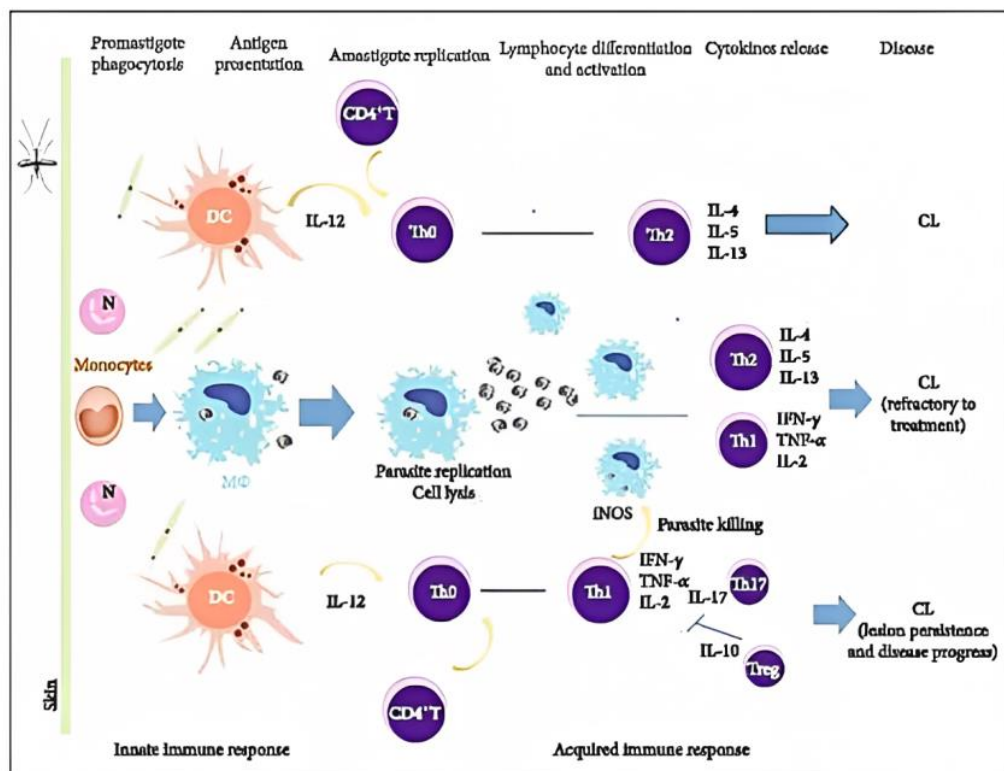 Promastigote
phagocytosis
Antigen
presentation
Amastigote replication
Lymphocyte differentiation
and activation
Cytokines release
Disease
CD4+T
DC
IL-12
Th0
Th2
IL-4
IL-5
IL-13
CL
N
Monocytes
MΦ
Parasite replication
Cell lysis
Th2
IL-4
IL-5
IL-13
Th1
IFN-γ
TNF-α
IL-2
CL
(refractory to
treatment)
N
iNOS
Parasite killing
DC
IL-12
Th0
Th1
IFN-γ
TNF-α
IL-2
IL-17
Th17
IL-10
Treg
CL
(lesion persistence
and disease progress)
CD4+T
Skin
Innate immune response
Acquired immune response